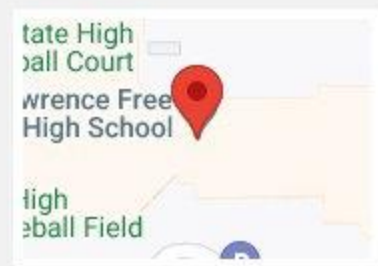 tate High
ball Court
wrence Free
High School
High
eball Field